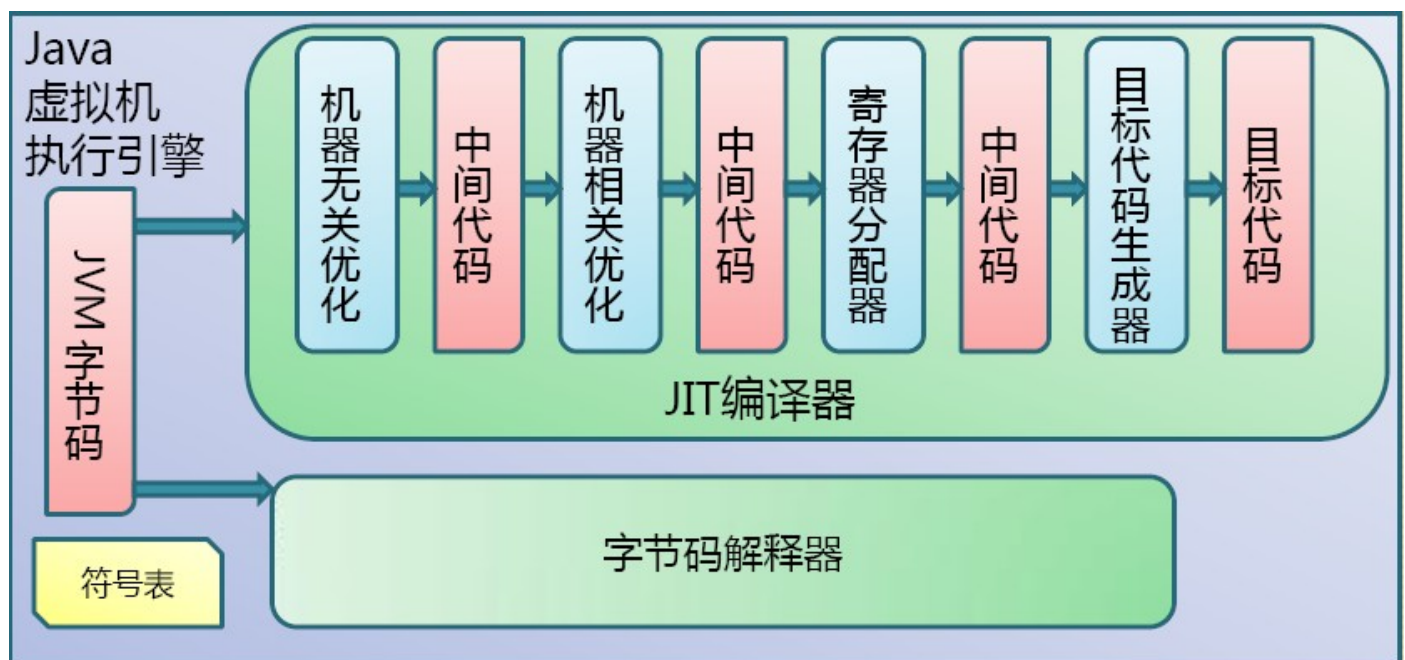 Java
虚拟机
执行引擎
JVM字节码
符号表
机器无关优化
中间代码
机器相关优化
中间代码
寄存器分配器
中间代码
目标代码生成器
目标代码
JIT编译器
字节码解释器